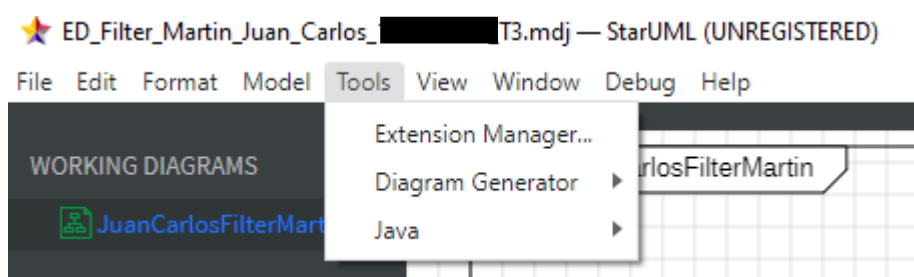 ED_Filter_Martin_Juan_Carlos_ _T3.mdj — StarUML (UNREGISTERED)
File Edit Format Model Tools View Window Debug Help
Extension Manager...
WORKING DIAGRAMS
rlosFilterMartin
Diagram Generator
JuanCarlosFilterMart
Java